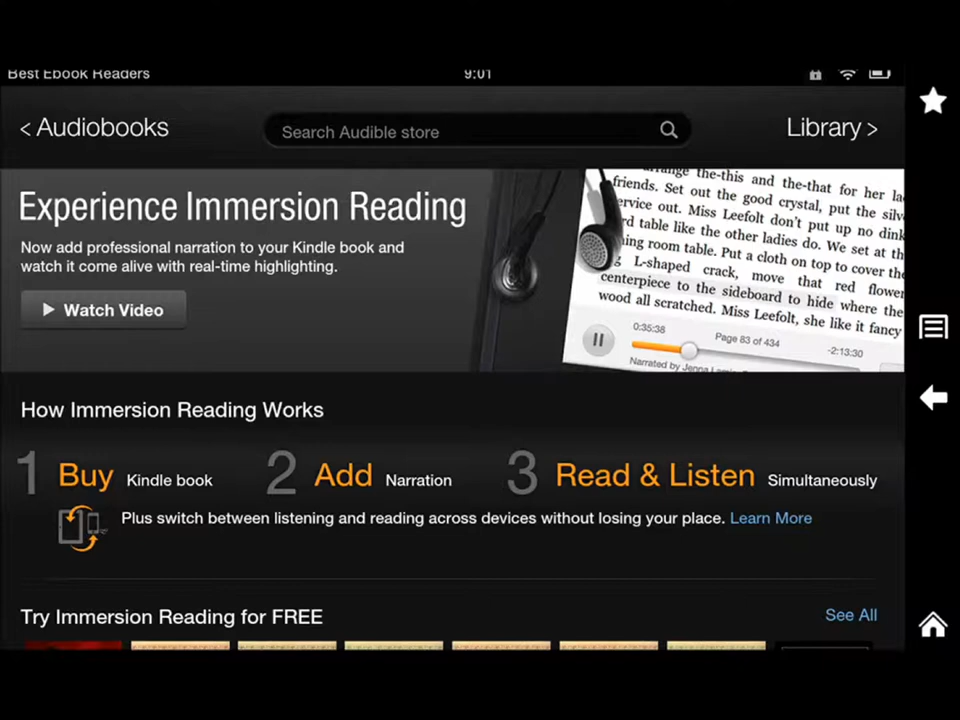 Best Ebook Readers 9:01
< Audiobooks Search Audible store Library >
Experience Immersion Reading
Now add professional narration to your Kindle book and
watch it come alive with real-time highlighting.
Watch Video
arrange the-this and the-that for her
friends. Set out the good crystal, put the
service out. Miss Leefolt don't put up no
table like the other ladies do. We set at
room table. Put a cloth on top to cover the
L-shaped crack, move that red
centerpiece to the sideboard to hide where the
wood all scratched. Miss Leefolt, she like it fancy
0:35:38 Page 83 of 434 -2:13:30
Narrated by Jenna
How Immersion Reading Works
1 Buy Kindle book 2 Add Narration 3 Read & Listen Simultaneously
Plus switch between listening and reading across devices without losing your place. Learn More
Try Immersion Reading for FREE See All